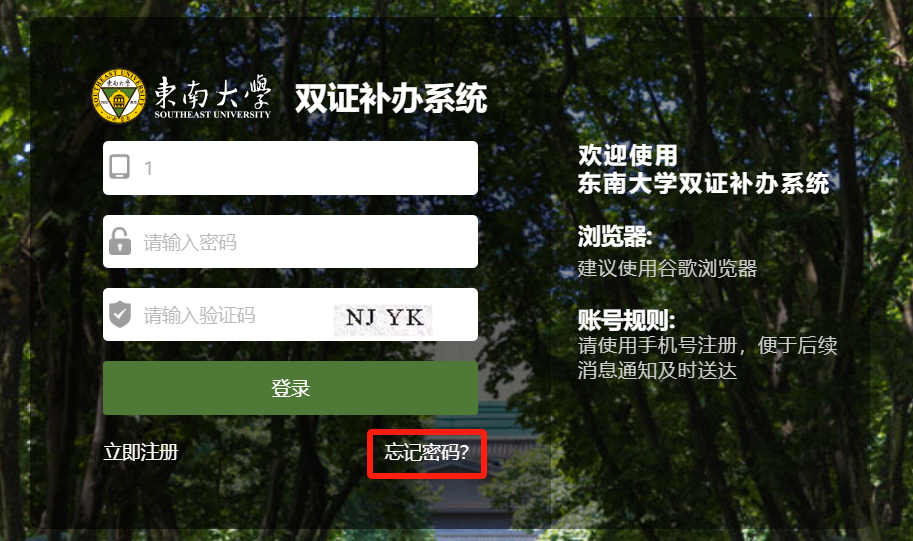 東南大學
SOUTHEAST UNIVERSITY
双证补办系统
1
请输入密码
请输入验证码
NJ YK
登录
立即注册
忘记密码?
欢迎使用
东南大学双证补办系统
浏览器:
建议使用谷歌浏览器
账号规则:
请使用手机号注册，便于后续
消息通知及时送达